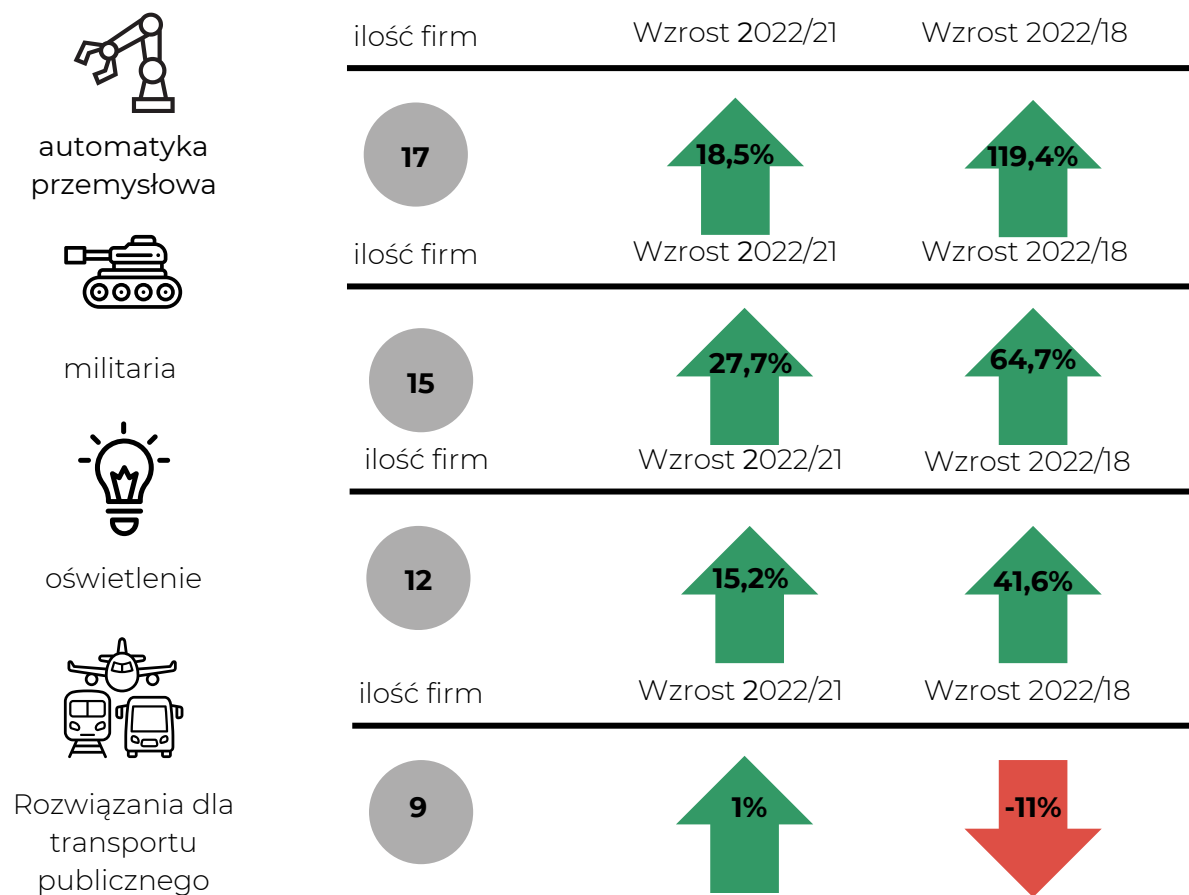 ilość firm Wzrost 2022/21 Wzrost 2022/18
automatyka
przemysłowa
17 18,5% 119,4%
ilość firm Wzrost 2022/21 Wzrost 2022/18
militaria
15 27,7% 64,7%
ilość firm Wzrost 2022/21 Wzrost 2022/18
oświetlenie
12 15,2% 41,6%
ilość firm Wzrost 2022/21 Wzrost 2022/18
Rozwiązania dla
transportu
publicznego
9 1% -11%